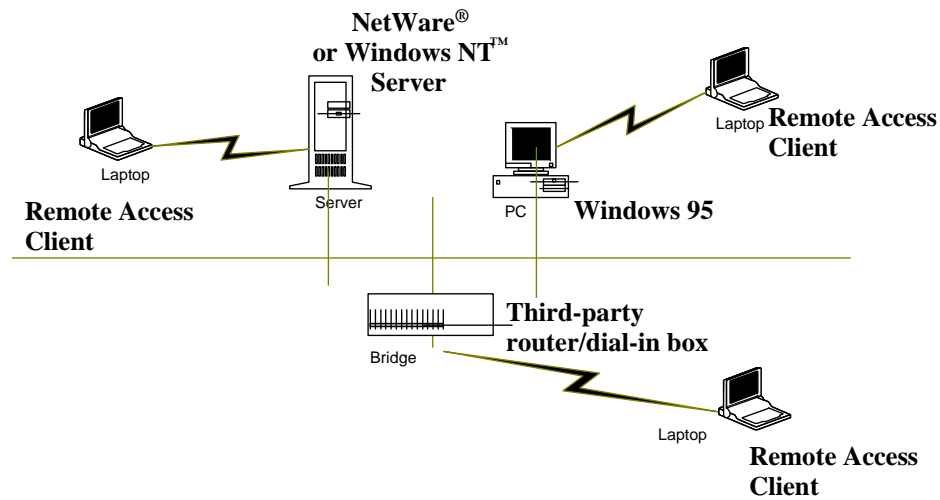 NetWare®
or Windows NT™
Server
Laptop
Remote Access
Client
Laptop
Remote Access
Client
Server
PC
Windows 95
Third-party
router/dial-in box
Bridge
Laptop
Remote Access
Client